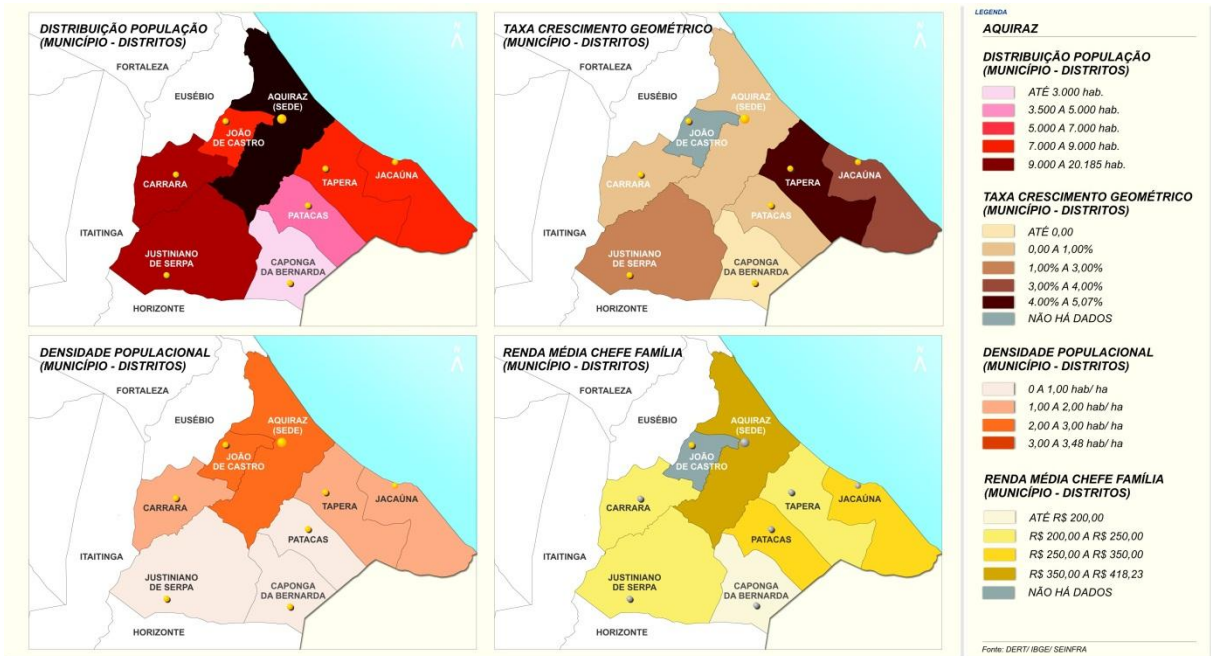 DISTRIBUIÇÃO POPULAÇÃO
(MUNICÍPIO - DISTRITOS)
N
FORTALEZA
EUSÉBIO
AQUIRAZ
(SEDE)
JOÃO
DE CASTRO
CARRARA
TAPERA
JACAÚNA
PATACAS
ITAITINGA
JUSTINIANO
DE SERPA
CAPONGA
DA BERNARDA
HORIZONTE
TAXA CRESCIMENTO GEOMÉTRICO
(MUNICÍPIO - DISTRITOS)
N
FORTALEZA
EUSÉBIO
AQUIRAZ
(SEDE)
JOÃO
DE CASTRO
CARRARA
TAPERA
JACAÚNA
PATACAS
ITAITINGA
JUSTINIANO
DE SERPA
CAPONGA
DA BERNARDA
HORIZONTE
DENSIDADE POPULACIONAL
(MUNICÍPIO - DISTRITOS)
N
FORTALEZA
EUSÉBIO
AQUIRAZ
(SEDE)
JOÃO
DE CASTRO
CARRARA
TAPERA
JACAÚNA
PATACAS
ITAITINGA
JUSTINIANO
DE SERPA
CAPONGA
DA BERNARDA
HORIZONTE
RENDA MÉDIA CHEFE FAMÍLIA
(MUNICÍPIO - DISTRITOS)
N
FORTALEZA
EUSÉBIO
AQUIRAZ
(SEDE)
JOÃO
DE CASTRO
CARRARA
TAPERA
JACAÚNA
PATACAS
ITAITINGA
JUSTINIANO
DE SERPA
CAPONGA
DA BERNARDA
HORIZONTE
LEGENDA
AQUIRAZ
DISTRIBUIÇÃO POPULAÇÃO
(MUNICÍPIO - DISTRITOS)
ATÉ 3.000 hab.
3.500 A 5.000 hab.
5.000 A 7.000 hab.
7.000 A 9.000 hab.
9.000 A 20.185 hab.
TAXA CRESCIMENTO GEOMÉTRICO
(MUNICÍPIO - DISTRITOS)
ATÉ 0,00
0,00 A 1,00%
1,00% A 3,00%
3,00% A 4,00%
4.00% A 5,07%
NÃO HÁ DADOS
DENSIDADE POPULACIONAL
(MUNICÍPIO - DISTRITOS)
0 A 1,00 hab/ ha
1,00 A 2,00 hab/ ha
2,00 A 3,00 hab/ ha
3,00 A 3,48 hab/ ha
RENDA MÉDIA CHEFE FAMÍLIA
(MUNICÍPIO - DISTRITOS)
ATÉ R$ 200,00
R$ 200,00 A R$ 250,00
R$ 250,00 A R$ 350,00
R$ 350,00 A R$ 418,23
NÃO HÁ DADOS
Fonte: DERT/ IBGE/ SEINFRA